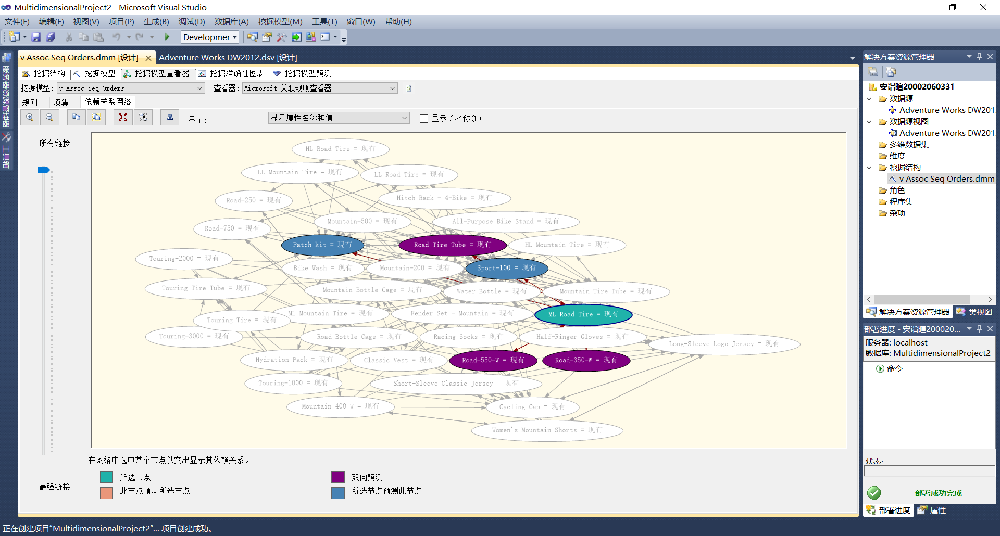 MultidimensionalProject2 - Microsoft Visual Studio
文件(F) 编辑(E) 视图(V) 项目(P) 生成(B) 调试(D) 数据库(A) 挖掘模型(M) 工具(T) 窗口(W) 帮助(H)
Developmer
服务器资源管理器
工具箱
v Assoc Seq Orders.dmm [设计]
Adventure Works DW2012.dsv [设计]
挖掘结构 挖掘模型 挖掘模型查看器 挖掘准确性图表 挖掘模型预测
挖掘模型: v Assoc Seq Orders 查看器: Microsoft 关联规则查看器
规则 项集 依赖关系网络
显示: 显示属性名称和值 显示长名称(L)
所有链接
HL Road Tire = 现有
LL Mountain Tire = 现有
LL Road Tire = 现有
Road-250 = 现有
Hitch Rack - 4-Bike = 现有
Mountain-500 = 现有
All-Purpose Bike Stand = 现有
Road-750 = 现有
Patch kit = 现有
Road Tire Tube = 现有
HL Mountain Tire = 现有
Touring-2000 = 现有
Bike Wash = 现有
Mountain-200 = 现有
Sport-100 = 现有
Touring Tire Tube = 现有
Mountain Bottle Cage = 现有
Water Bottle = 现有
Mountain Tire Tube = 现有
Touring Tire = 现有
ML Mountain Tire = 现有
Fender Set - Mountain = 现有
ML Road Tire = 现有
Touring-3000 = 现有
Road Bottle Cage = 现有
Racing Socks = 现有
Half-Finger Gloves = 现有
Long-Sleeve Logo Jersey = 现有
Hydration Pack = 现有
Classic Vest = 现有
Road-550-W = 现有
Road-350-W = 现有
Touring-1000 = 现有
Short-Sleeve Classic Jersey = 现有
Mountain-400-W = 现有
Cycling Cap = 现有
Women's Mountain Shorts = 现有
最强链接
在网络中选中某个节点以突出显示其依赖关系。
所选节点
双向预测
此节点预测所选节点
所选节点预测此节点
解决方案资源管理器
安诣暄20002060331
数据源
Adventure Works DW201
数据源视图
Adventure Works DW201
多维数据集
维度
挖掘结构
v Assoc Seq Orders.dmm
角色
程序集
杂项
解决方案资源管理器 类视图
部署进度 - 安诣暄200020...
服务器: localhost
数据库: MultidimensionalProject2
命令
状态:
部署成功完成
部署进度 属性
正在创建项目“MultidimensionalProject2”... 项目创建成功。